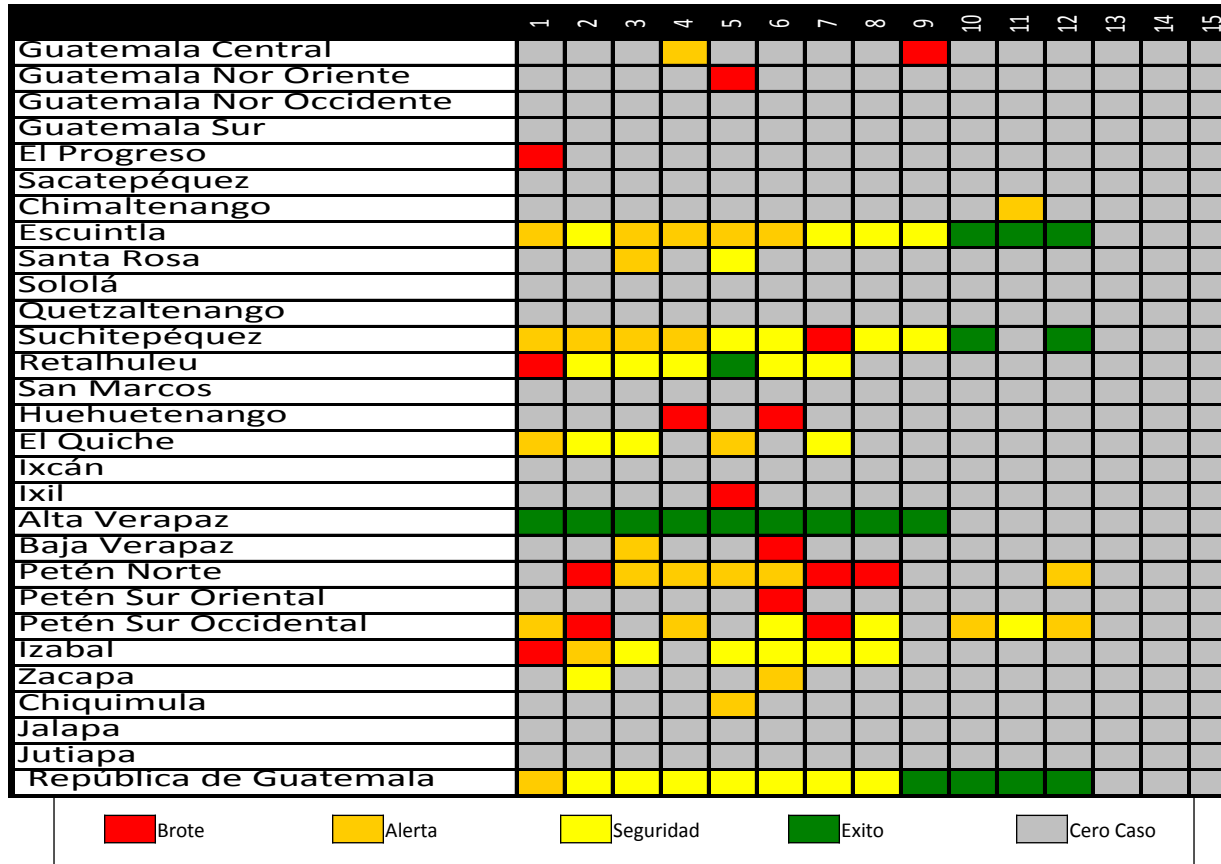 1 2 3 4 5 6 7 8 9 10 11 12 13 14 15
Guatemala Central
Guatemala Nor Oriente
Guatemala Nor Occidente
Guatemala Sur
El Progreso
Sacatepéquez
Chimaltenango
Escuintla
Santa Rosa
Sololá
Quetzaltenango
Suchitepéquez
Retalhuleu
San Marcos
Huehuetenango
El Quiche
Ixcán
Ixil
Alta Verapaz
Baja Verapaz
Petén Norte
Petén Sur Oriental
Petén Sur Occidental
Izabal
Zacapa
Chiquimula
Jalapa
Jutiapa
República de Guatemala
Brote Alerta Seguridad Exito Cero Caso